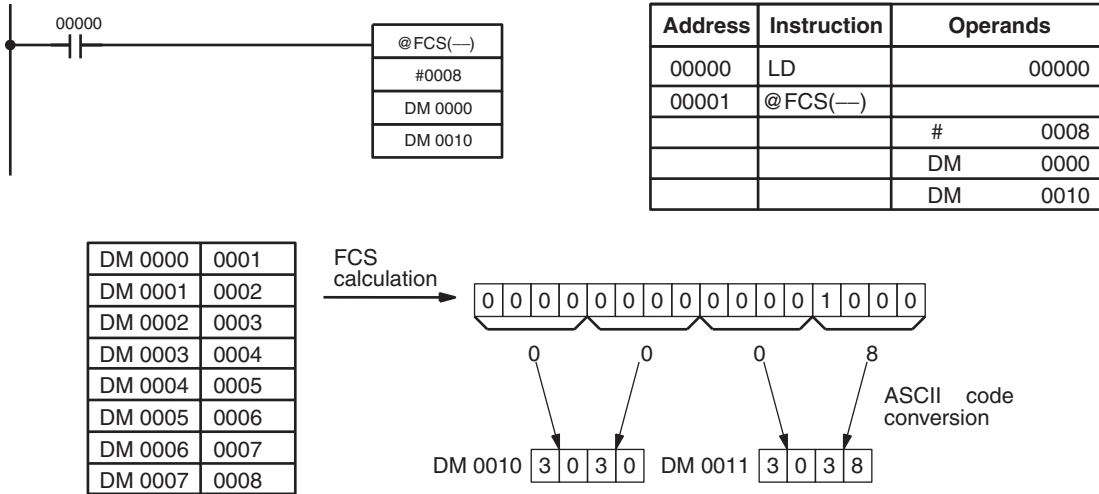 00000
@FCS(––)
#0008
DM 0000
DM 0010
Address Instruction Operands
00000 LD 00000
00001 @FCS(––)
# 0008
DM 0000
DM 0010
DM 0000 0001
DM 0001 0002
DM 0002 0003
DM 0003 0004
DM 0004 0005
DM 0005 0006
DM 0006 0007
DM 0007 0008
FCS
calculation
0 0 0 0 0 0 0 0 0 0 0 0 1 0 0 0
0 0 0 8
ASCII code
conversion
DM 0010 3 0 3 0 DM 0011 3 0 3 8